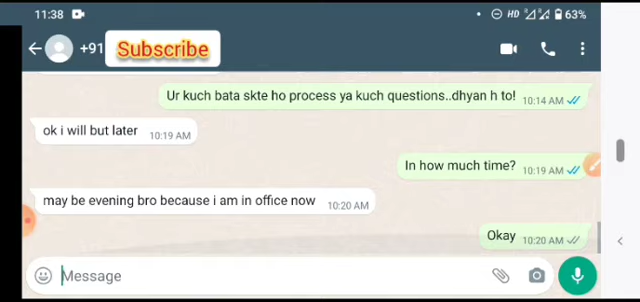 11:38 HD 63%
+91 Subscribe
Ur kuch bata skte ho process ya kuch questions..dhyan h to! 10:14 AM
ok i will but later 10:19 AM
In how much time? 10:19 AM
may be evening bro because i am in office now 10:20 AM
Okay 10:20 AM
Message